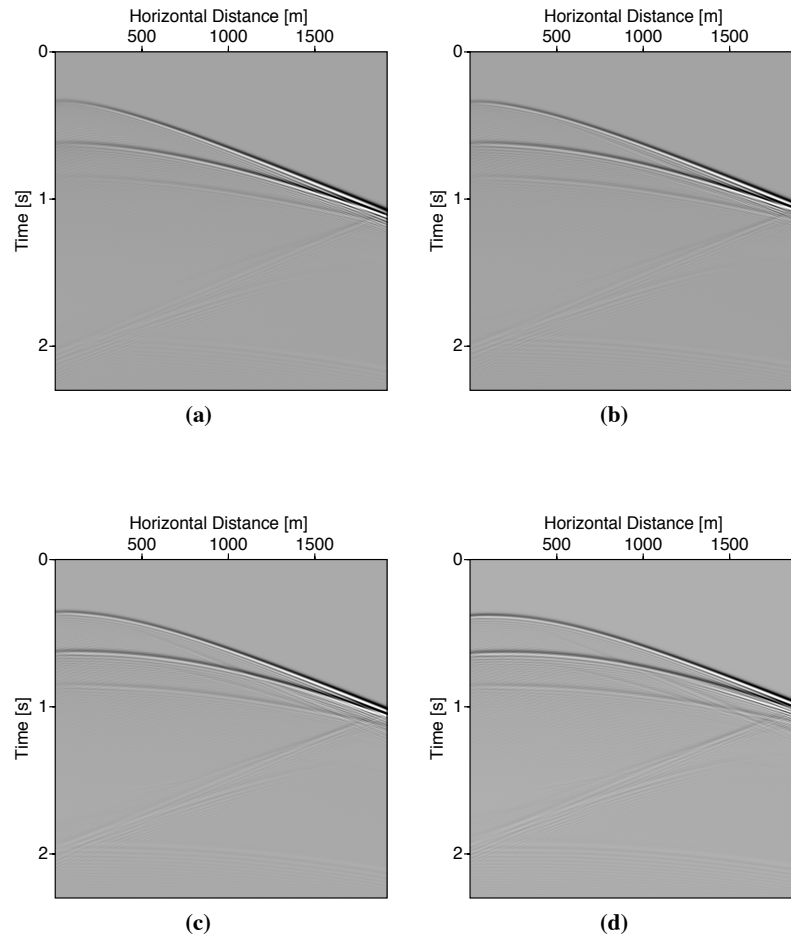 Horizontal Distance [m]
500 1000 1500
0
1
2
Time [s]
(a)
Horizontal Distance [m]
500 1000 1500
0
1
2
Time [s]
(b)
Horizontal Distance [m]
500 1000 1500
0
1
2
Time [s]
(c)
Horizontal Distance [m]
500 1000 1500
0
1
2
Time [s]
(d)